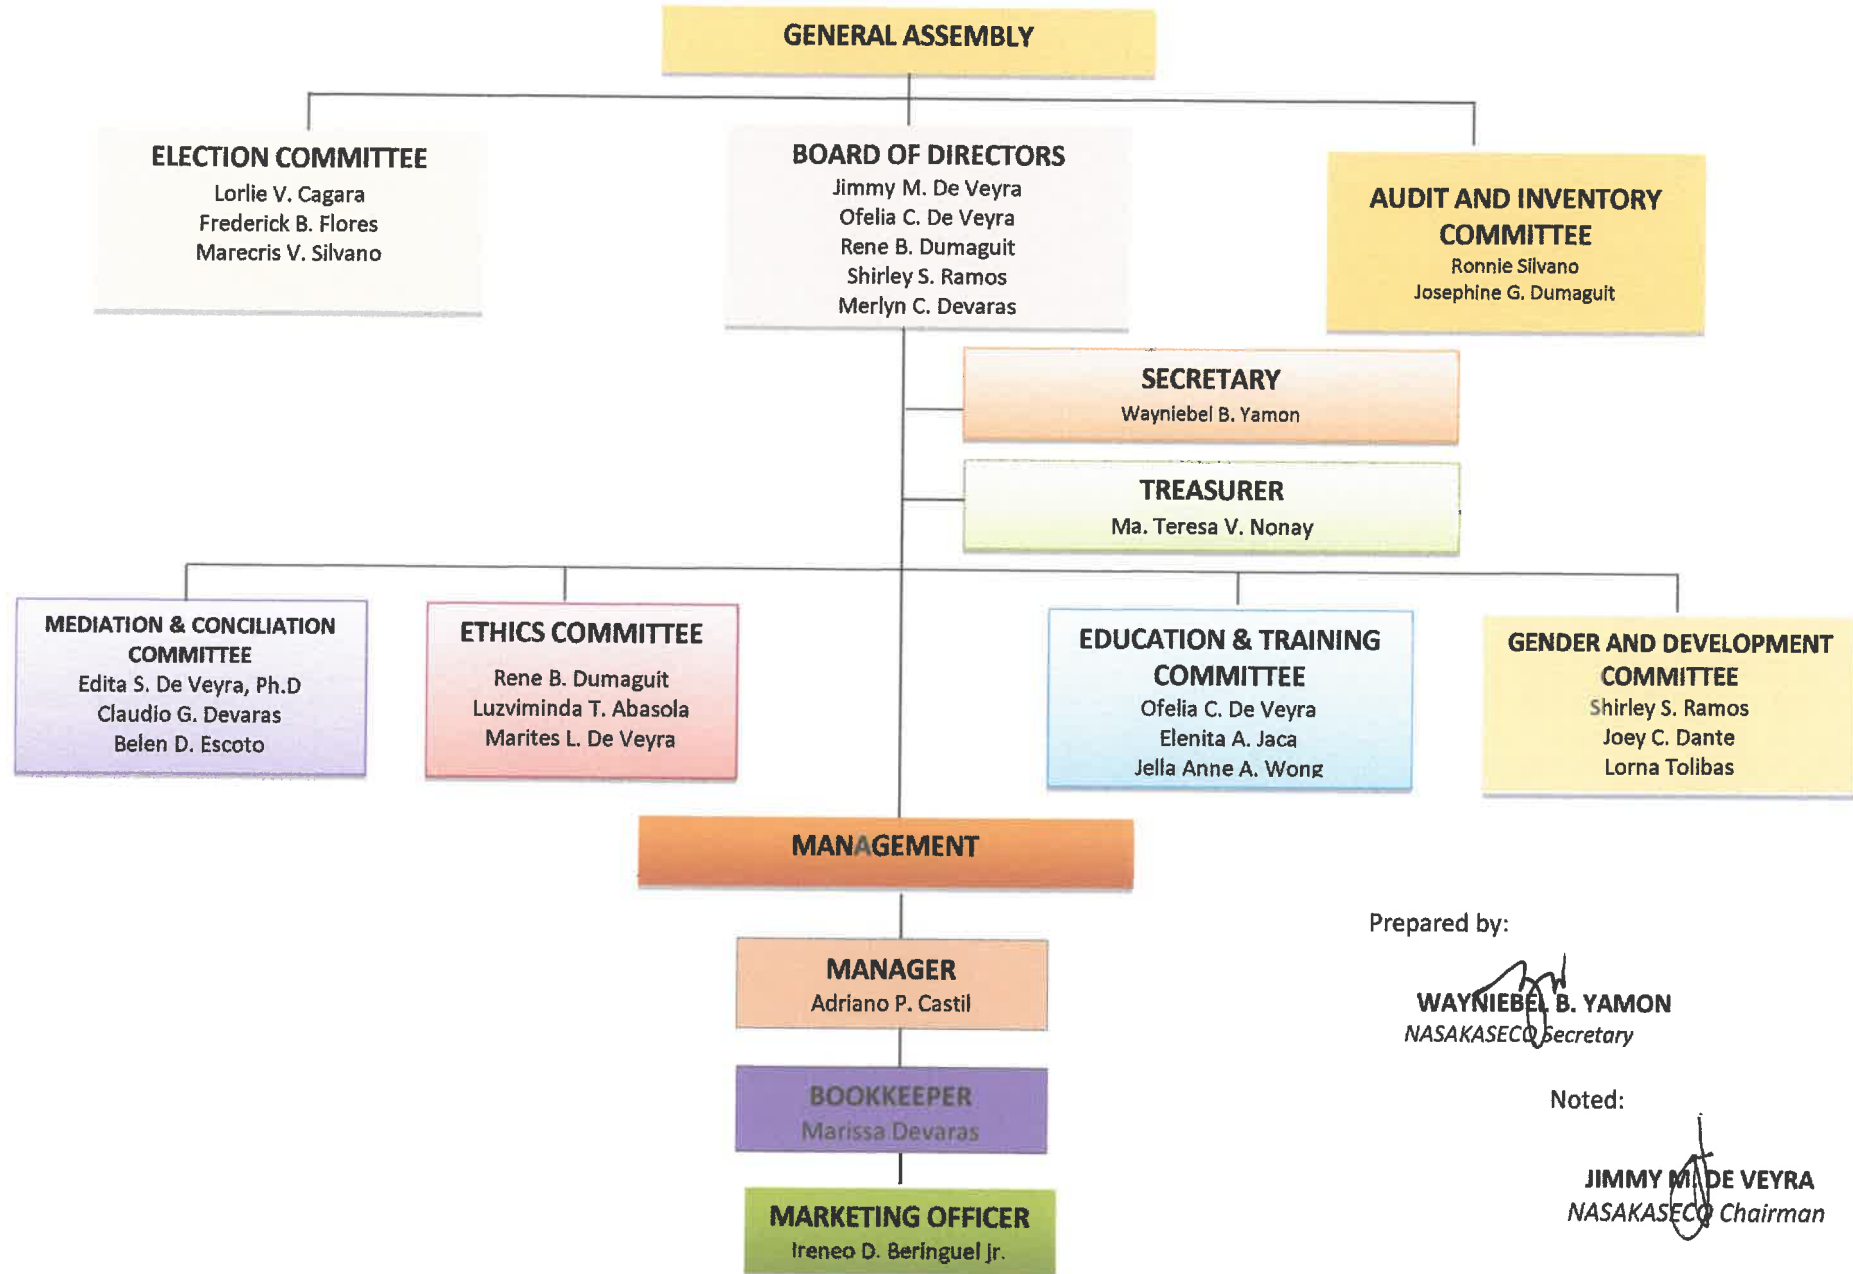 GENERAL ASSEMBLY
ELECTION COMMITTEE
Lorlie V. Cagara
Frederick B. Flores
Marecris V. Silvano
BOARD OF DIRECTORS
Jimmy M. De Veyra
Ofelia C. De Veyra
Rene B. Dumaguit
Shirley S. Ramos
Merlyn C. Devaras
AUDIT AND INVENTORY
COMMITTEE
Ronnie Silvano
Josephine G. Dumaguit
SECRETARY
Wayniebel B. Yamon
TREASURER
Ma. Teresa V. Nonay
MEDIATION & CONCILIATION
COMMITTEE
Edita S. De Veyra, Ph.D
Claudio G. Devaras
Belen D. Escoto
ETHICS COMMITTEE
Rene B. Dumaguit
Luzviminda T. Abasola
Marites L. De Veyra
EDUCATION & TRAINING
COMMITTEE
Ofelia C. De Veyra
Elenita A. Jaca
Jella Anne A. Wong
GENDER AND DEVELOPMENT
COMMITTEE
Shirley S. Ramos
Joey C. Dante
Lorna Tolibas
MANAGEMENT
MANAGER
Adriano P. Castil
BOOKKEEPER
Marissa Devaras
MARKETING OFFICER
Ireneo D. Beringuel jr.
Prepared by:
WAYNIEBEL B. YAMON
NASAKASECO Secretary
Noted:
JIMMY M. DE VEYRA
NASAKASECO Chairman